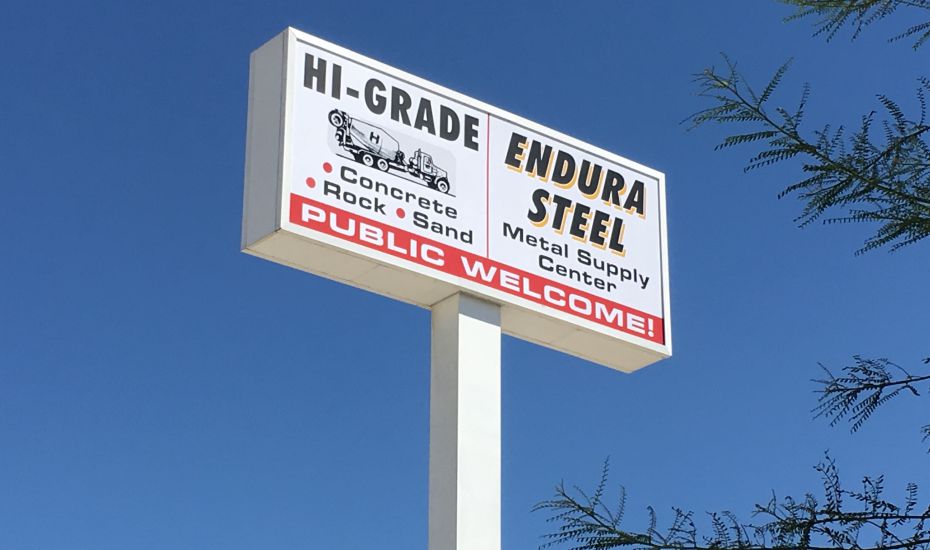 HI-GRADE
H
• Concrete
• Rock • Sand
ENDURA
STEEL
Metal Supply
Center
PUBLIC WELCOME!